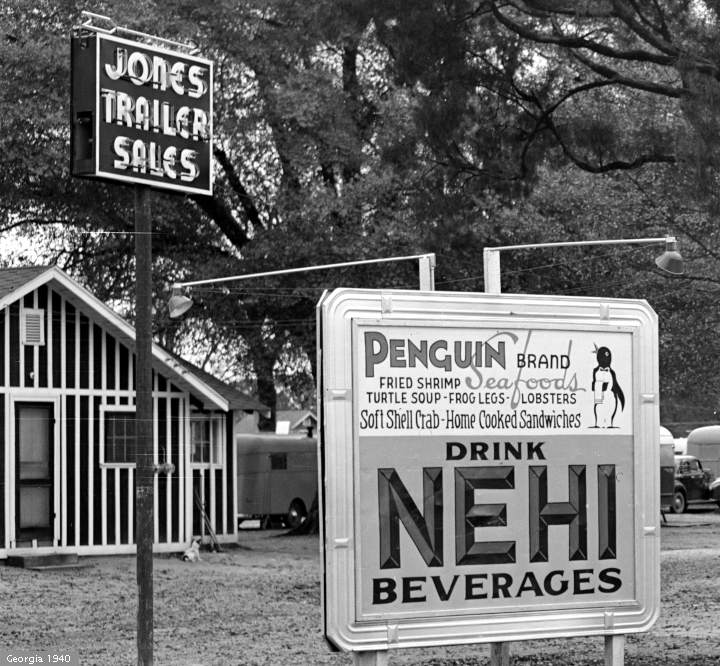 JONES
TRAILER
SALES
PENGUIN BRAND
Seafoods
FRIED SHRIMP
TURTLE SOUP - FROG LEGS - LOBSTERS
Soft Shell Crab - Home Cooked Sandwiches
DRINK
NEHI
BEVERAGES
Georgia 1940